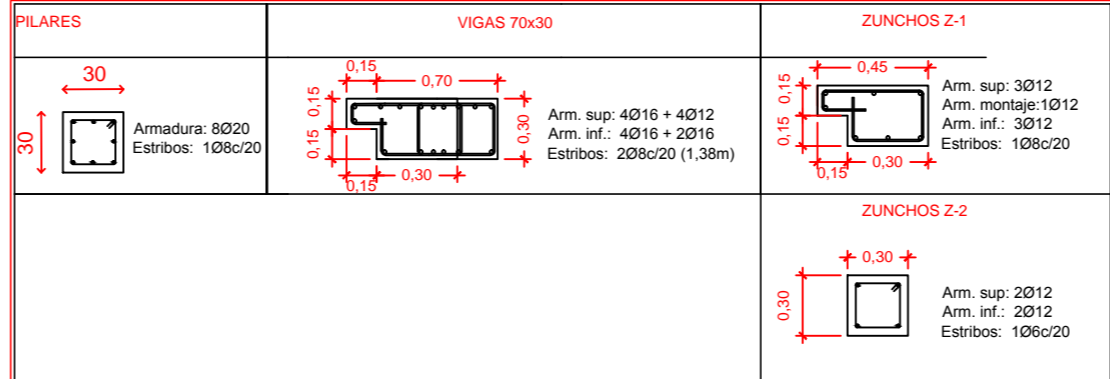 PILARES
VIGAS 70x30
ZUNCHOS Z-1
30
30
Armadura: 8Ø20
Estribos: 1Ø8c/20
0,15
0,70
0,15
0,15
0,30
0,15
0,30
Arm. sup: 4Ø16 + 4Ø12
Arm. inf.: 4Ø16 + 2Ø16
Estribos: 2Ø8c/20 (1,38m)
0,45
0,15
0,15
0,15
0,30
Arm. sup: 3Ø12
Arm. montaje:1Ø12
Arm. inf.: 3Ø12
Estribos: 1Ø8c/20
ZUNCHOS Z-2
0,30
0,30
Arm. sup: 2Ø12
Arm. inf.: 2Ø12
Estribos: 1Ø6c/20